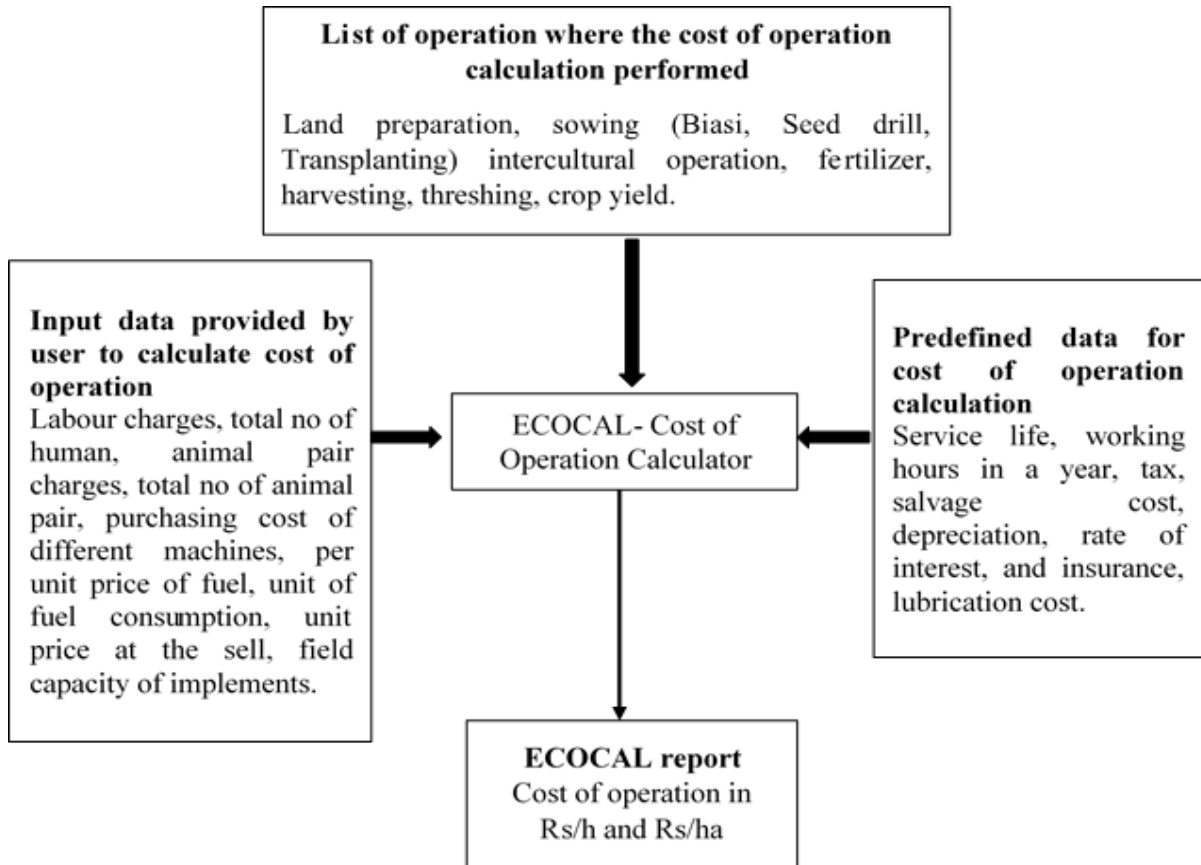 List of operation where the cost of operation
calculation performed
Land preparation, sowing (Biasi, Seed drill,
Transplanting) intercultural operation, fertilizer,
harvesting, threshing, crop yield.
Input data provided by
user to calculate cost of
operation
Labour charges, total no of
human, animal pair
charges, total no of animal
pair, purchasing cost of
different machines, per
unit price of fuel, unit of
fuel consumption, unit
price at the sell, field
capacity of implements.
ECOCAL- Cost of
Operation Calculator
Predefined data for
cost of operation
calculation
Service life, working
hours in a year, tax,
salvage cost,
depreciation, rate of
interest, and insurance,
lubrication cost.
ECOCAL report
Cost of operation in
Rs/h and Rs/ha